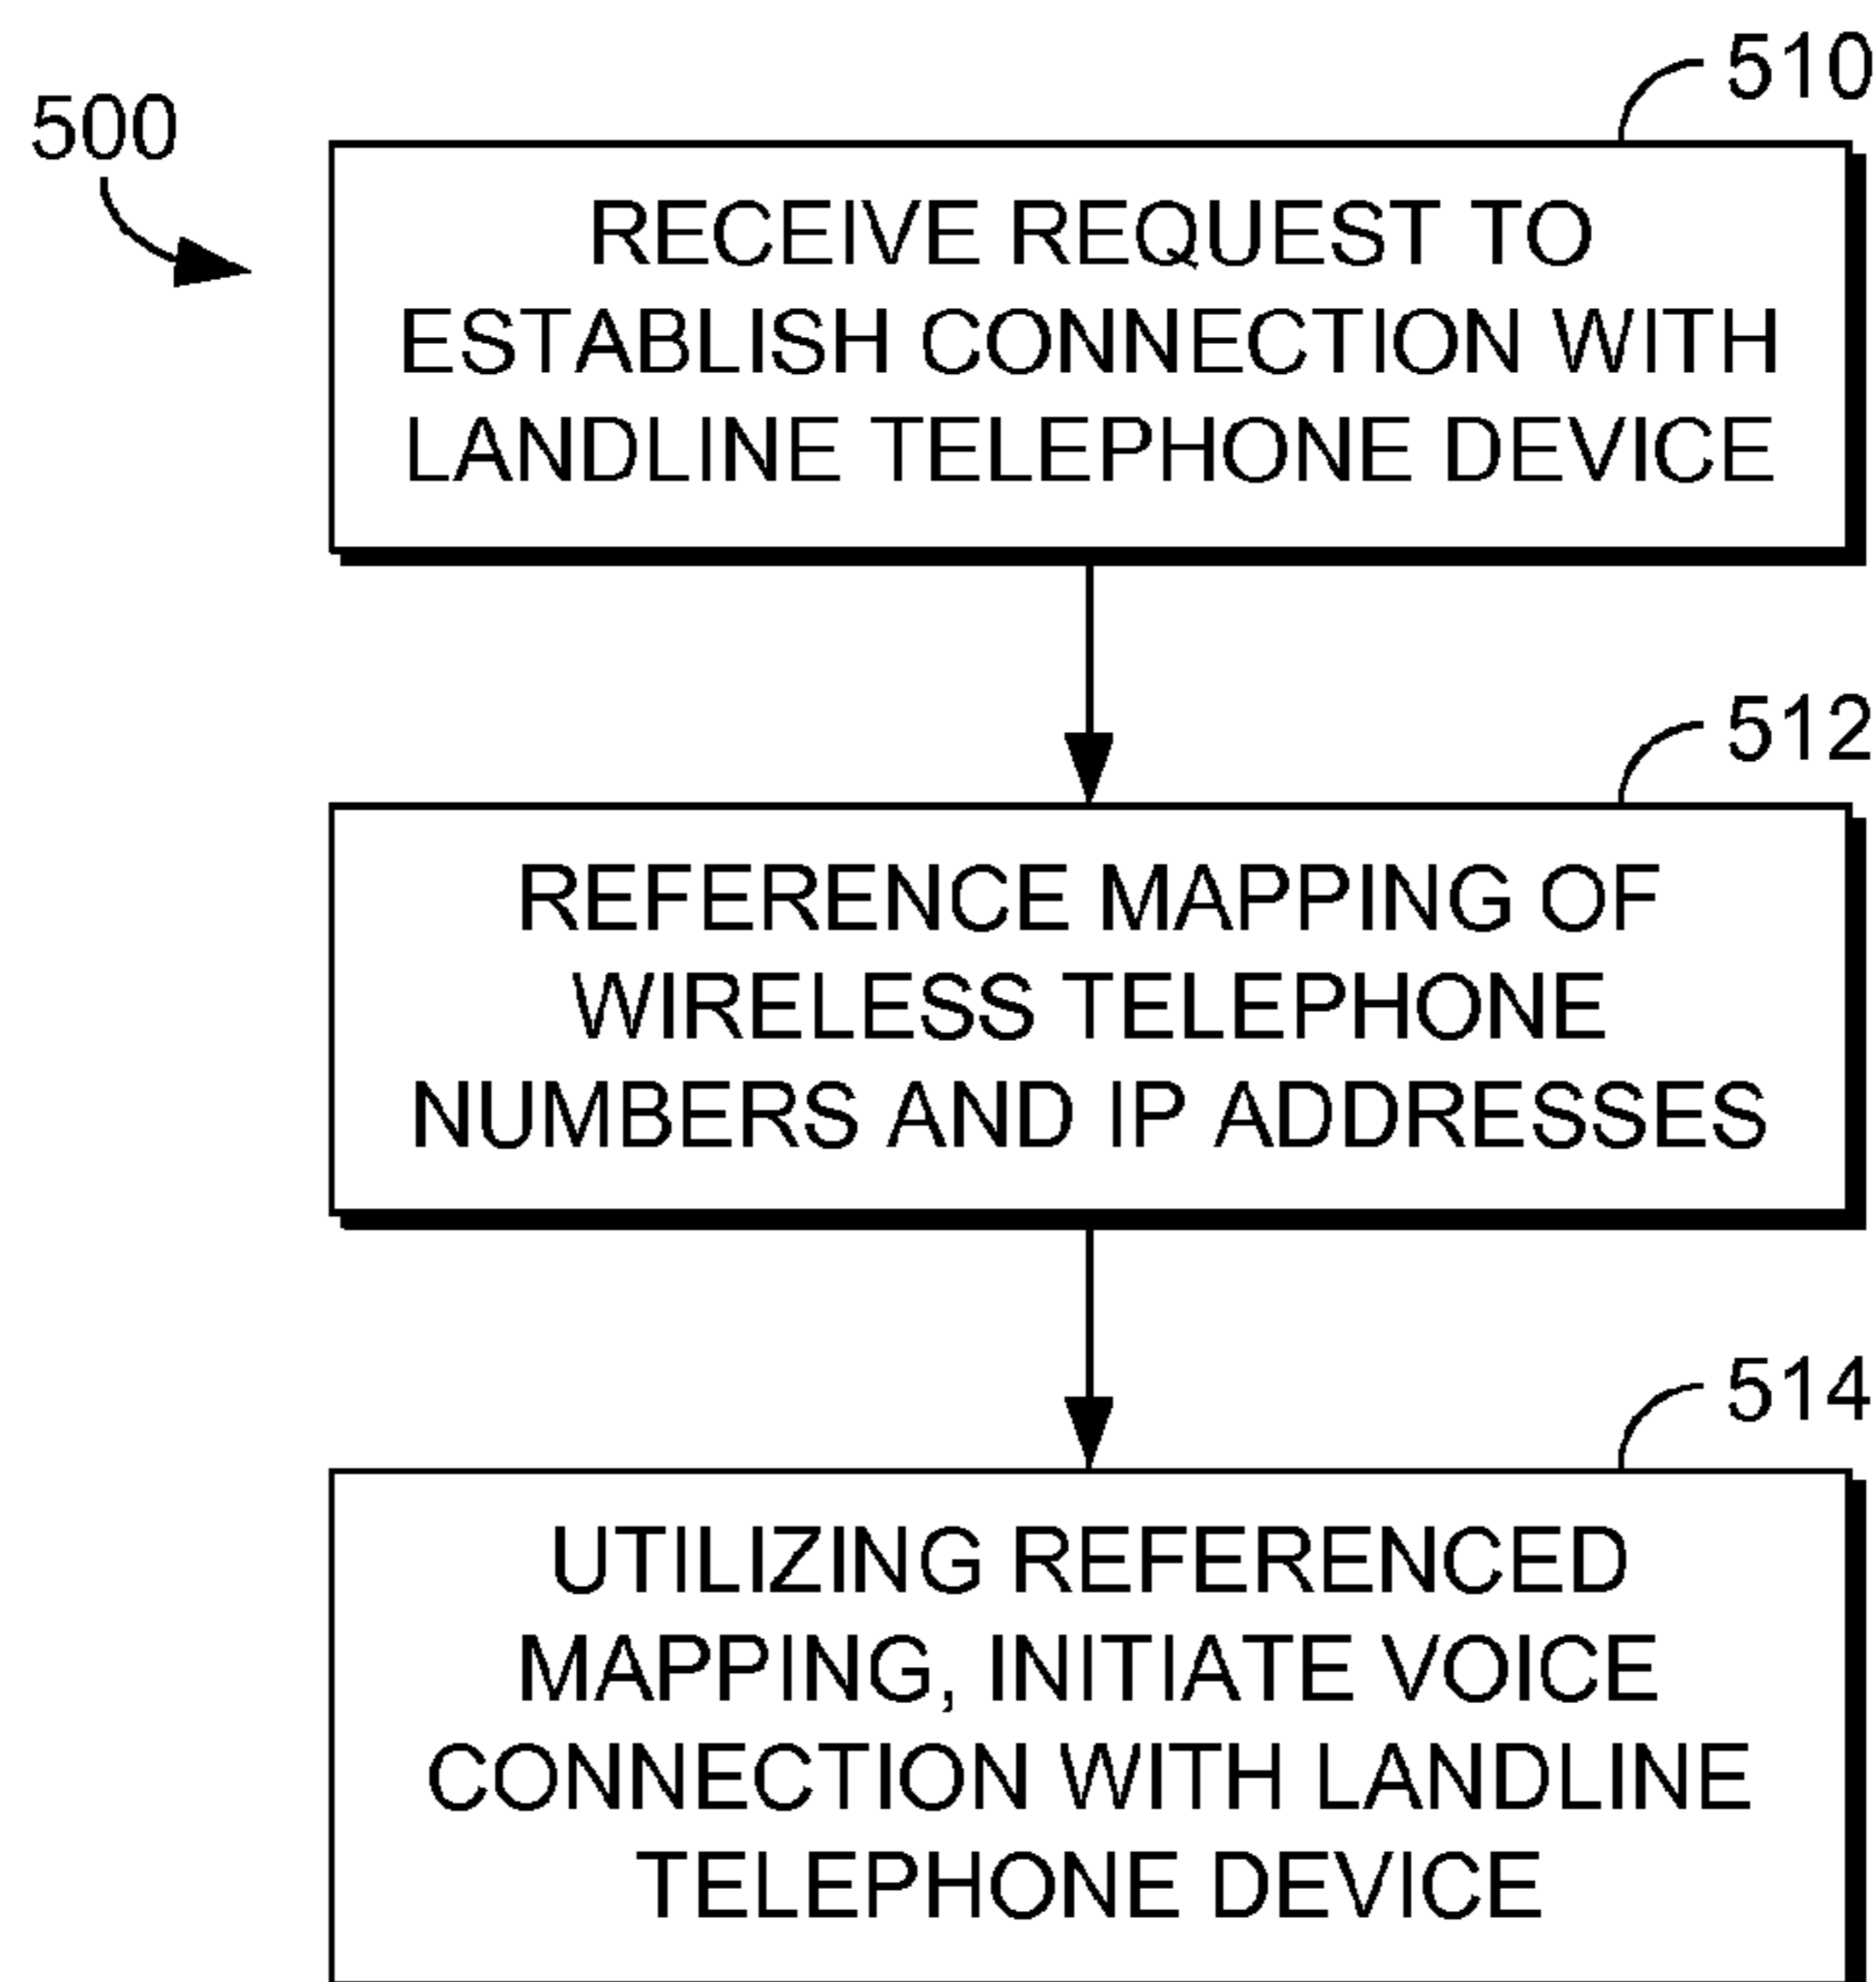 510
500
RECEIVE REQUEST TO
ESTABLISH CONNECTION WITH
LANDLINE TELEPHONE DEVICE
512
REFERENCE MAPPING OF
WIRELESS TELEPHONE
NUMBERS AND IP ADDRESSES
514
UTILIZING REFERENCED
MAPPING, INITIATE VOICE
CONNECTION WITH LANDLINE
TELEPHONE DEVICE